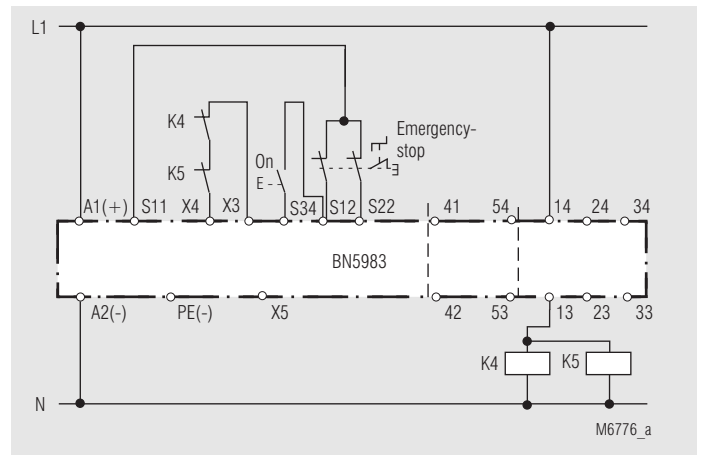 L1
K4
K5
On
E
Emergency-
stop
A1(+) S11 X4 X3 S34 S12 S22 41 54 14 24 34
BN5983
A2(-) PE(-) X5 42 53 13 23 33
K4 K5
N
M6776_a